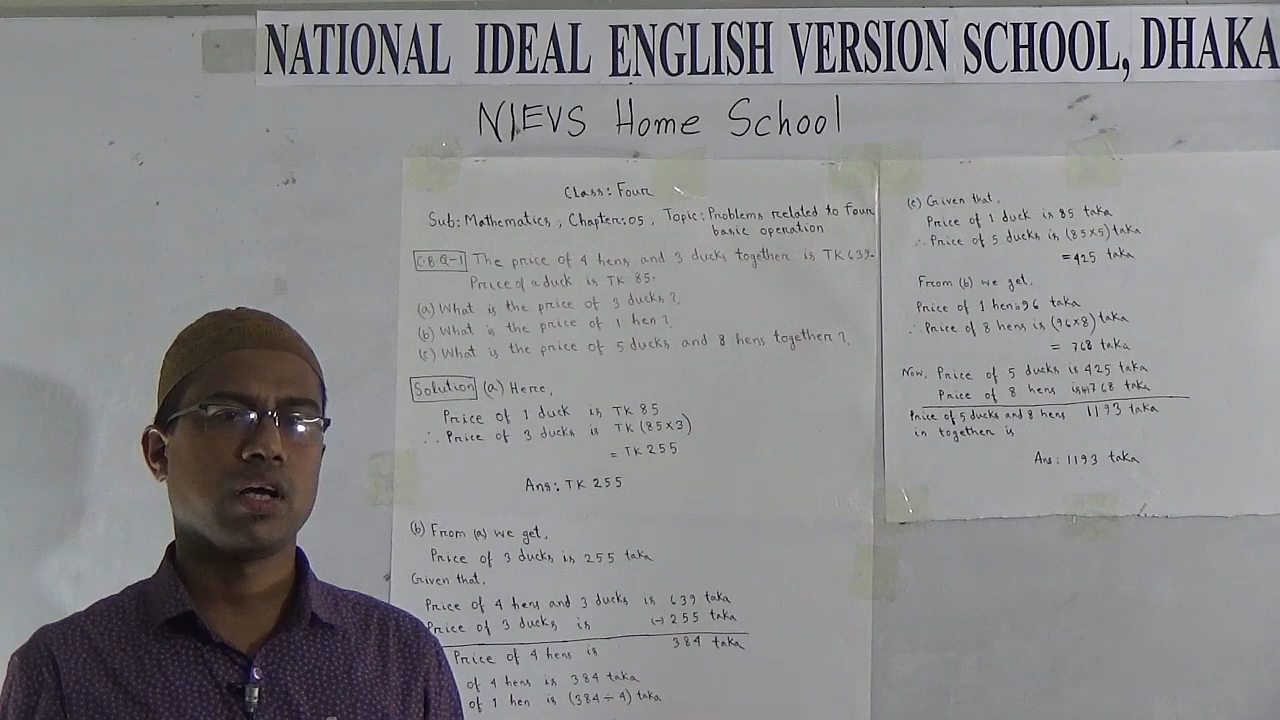 NATIONAL IDEAL ENGLISH VERSION SCHOOL, DHAKA
NIEVS Home School
Class: Four
Sub: Mathematics, Chapter: 05, Topic: Problems related to four
basic operation
C.B.Q-1 The price of 4 hens and 3 ducks together is TK 639.
Price of a duck is TK 85.
(a) What is the price of 3 ducks?
(b) What is the price of 1 hen?
(c) What is the price of 5 ducks and 8 hens together?
Solution (a) Here,
Price of 1 duck is TK 85
∴ Price of 3 ducks is TK (85×3)
= TK 255
Ans: TK 255
(b) From (a) we get,
Price of 3 ducks is 255 taka
Given that,
Price of 4 hens and 3 ducks is 639 taka
Price of 3 ducks is (-) 255 taka
Price of 4 hens is 384 taka
of 4 hens is 384 taka
of 1 hen is (384÷4) taka
(c) Given that,
Price of 1 duck is 85 taka
∴ Price of 5 ducks is (85×5) taka
= 425 taka
From (b) we get,
Price of 1 hen is 96 taka
∴ Price of 8 hens is (96×8) taka
= 768 taka
Now, Price of 5 ducks is 425 taka
Price of 8 hens is (+) 768 taka
Price of 5 ducks and 8 hens 1193 taka
in together is
Ans: 1193 taka